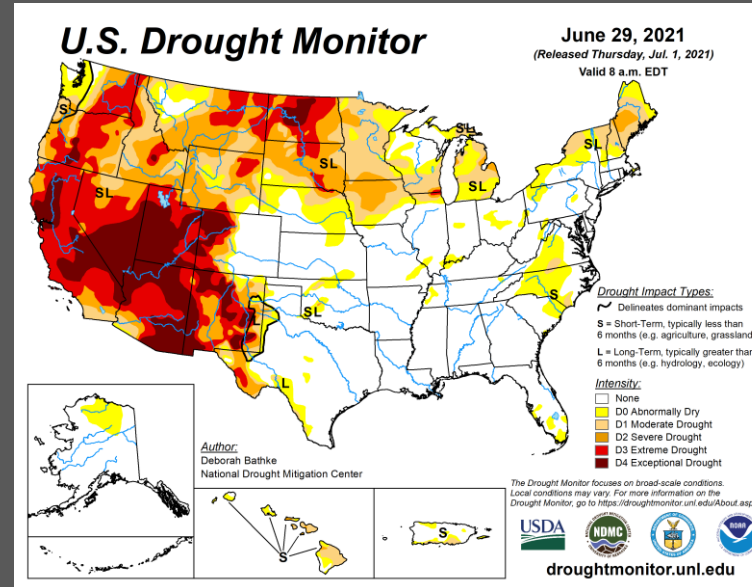 U.S. Drought Monitor
June 29, 2021
(Released Thursday, Jul. 1, 2021)
Valid 8 a.m. EDT
S
SL
SL
SL
SL
SL
SL
S
L
L
Drought Impact Types:
Delineates dominant impacts
S = Short-Term, typically less than
6 months (e.g. agriculture, grassland
L = Long-Term, typically greater than
6 months (e.g. hydrology, ecology)
Intensity:
None
D0 Abnormally Dry
D1 Moderate Drought
D2 Severe Drought
D3 Extreme Drought
D4 Exceptional Drought
Author:
Deborah Bathke
National Drought Mitigation Center
S
S
The Drought Monitor focuses on broad-scale conditions.
Local conditions may vary. For more information on the
Drought Monitor, go to https://droughtmonitor.unl.edu/About.asp
USDA
NDMC
NOAA
droughtmonitor.unl.edu